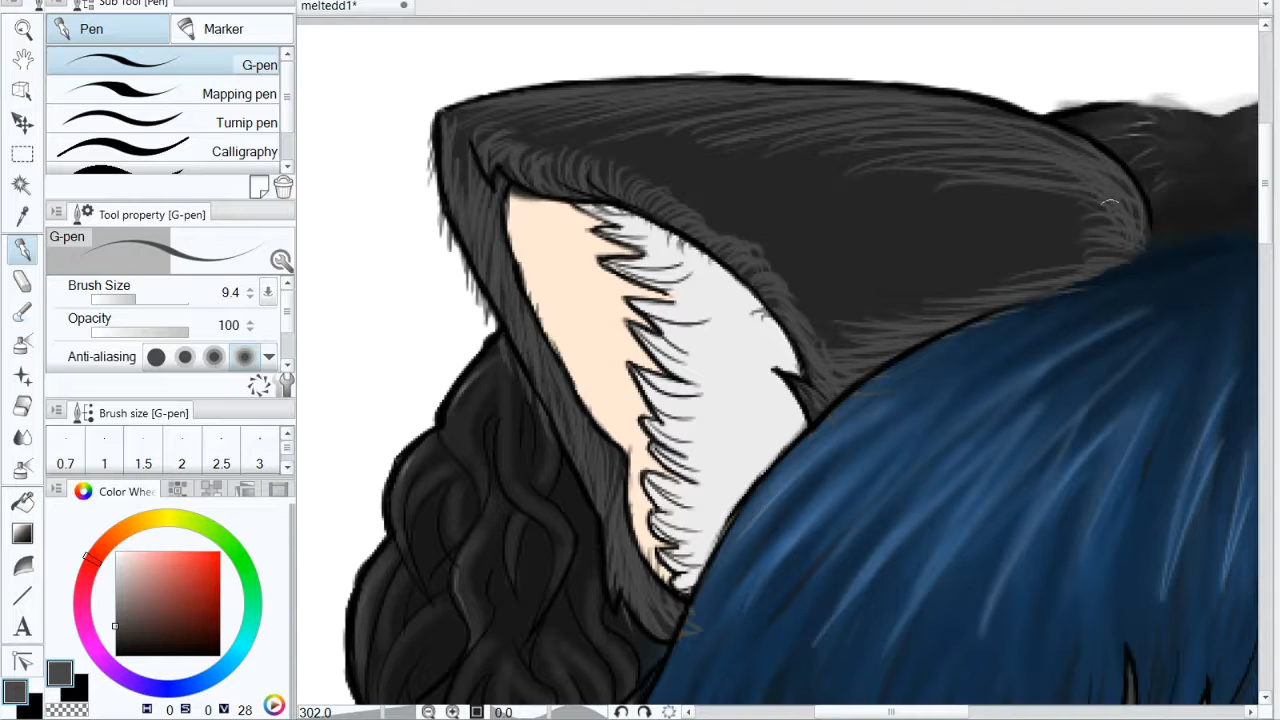 Sub Tool [Pen]
meltedd1*
Pen
Marker
G-pen
Mapping pen
Turnip pen
Calligraphy
Tool property [G-pen]
G-pen
Brush Size
9.4
Opacity
100
Anti-aliasing
Brush size [G-pen]
0.7 1 1.5 2 2.5 3
Color Whe
H 0 S 0 V 28
302.0
0.0